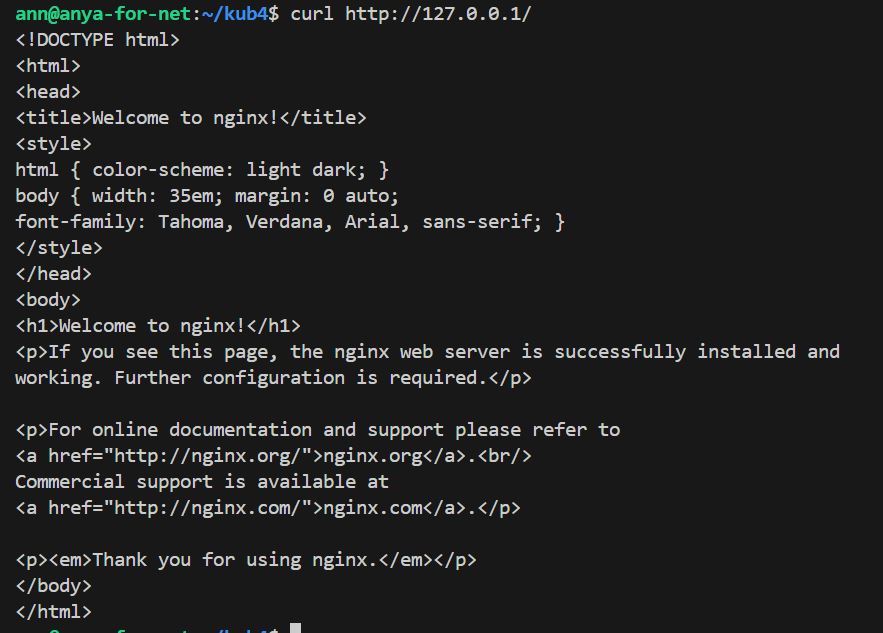 ann@anya-for-net:~/kub4$ curl http://127.0.0.1/
<!DOCTYPE html>
<html>
<head>
<title>Welcome to nginx!</title>
<style>
html { color-scheme: light dark; }
body { width: 35em; margin: 0 auto;
font-family: Tahoma, Verdana, Arial, sans-serif; }
</style>
</head>
<body>
<h1>Welcome to nginx!</h1>
<p>If you see this page, the nginx web server is successfully installed and
working. Further configuration is required.</p>

<p>For online documentation and support please refer to
<a href="http://nginx.org/">nginx.org</a>.<br/>
Commercial support is available at
<a href="http://nginx.com/">nginx.com</a>.</p>

<p><em>Thank you for using nginx.</em></p>
</body>
</html>